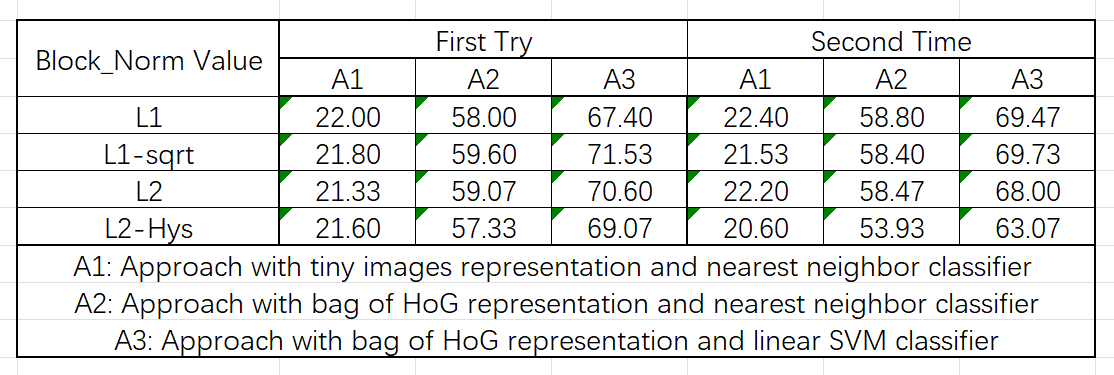 Block_Norm Value First Try Second Time
A1 A2 A3 A1 A2 A3
L1 22.00 58.00 67.40 22.40 58.80 69.47
L1-sqrt 21.80 59.60 71.53 21.53 58.40 69.73
L2 21.33 59.07 70.60 22.20 58.47 68.00
L2-Hys 21.60 57.33 69.07 20.60 53.93 63.07
A1: Approach with tiny images representation and nearest neighbor classifier
A2: Approach with bag of HoG representation and nearest neighbor classifier
A3: Approach with bag of HoG representation and linear SVM classifier